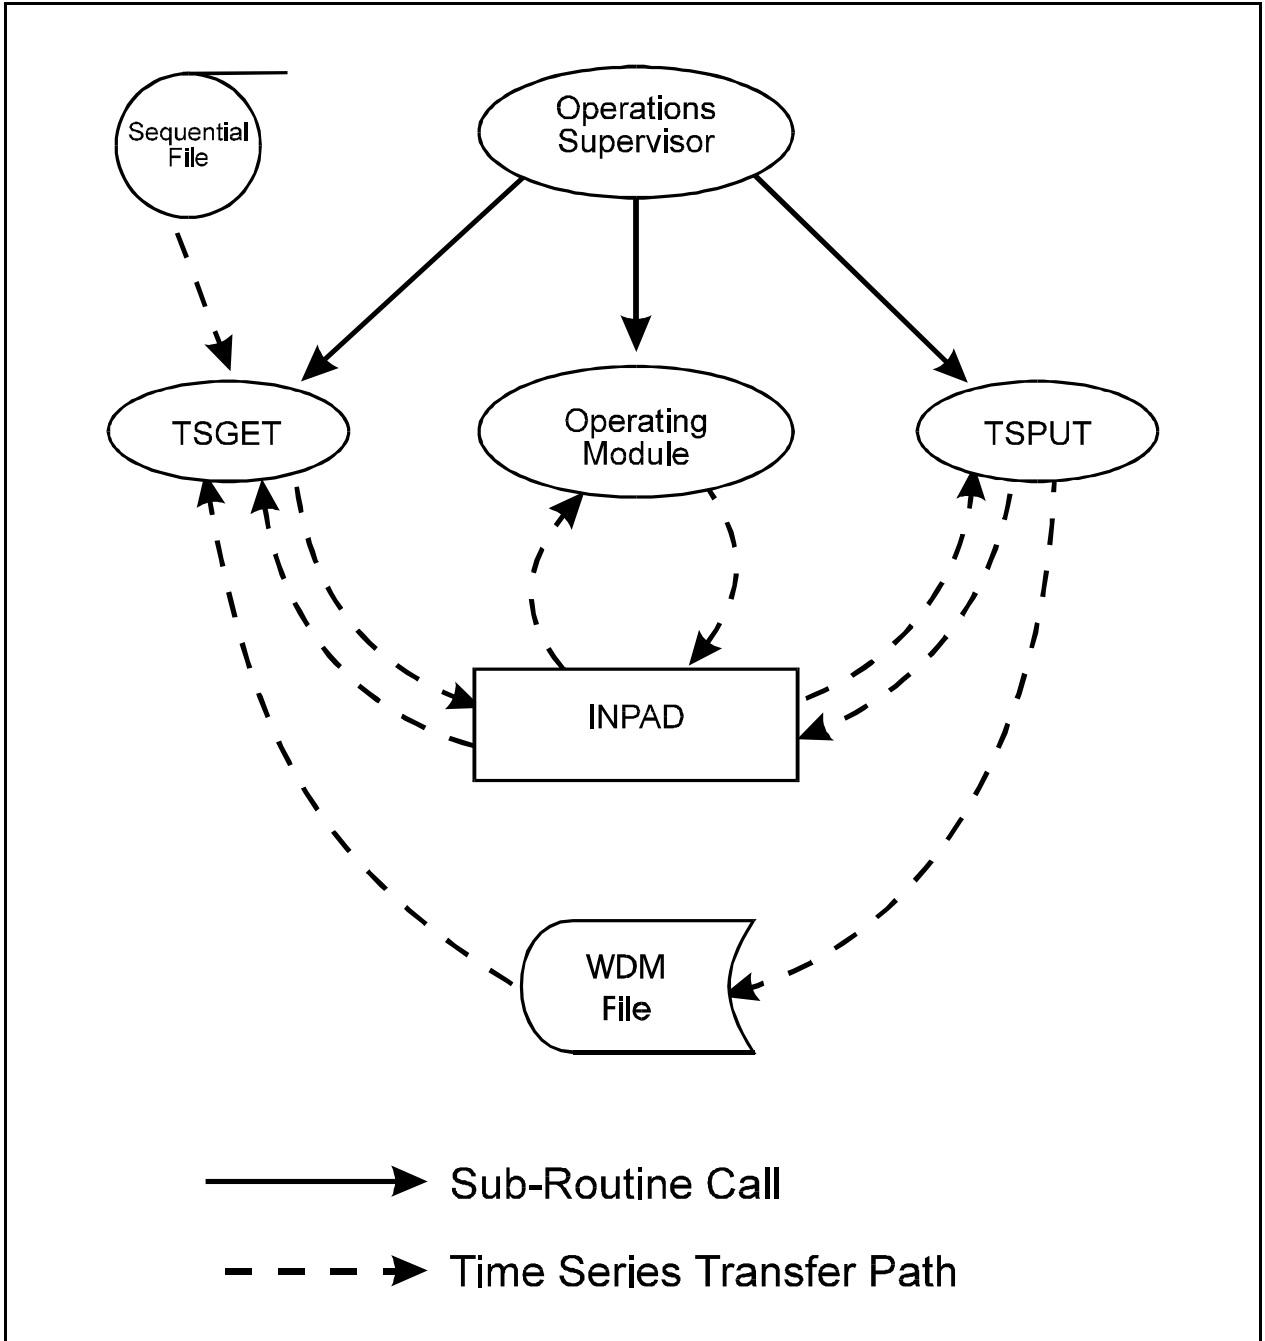 Sequential
File
Operations
Supervisor
TSGET
Operating
Module
TSPUT
INPAD
WDM
File
Sub-Routine Call
Time Series Transfer Path